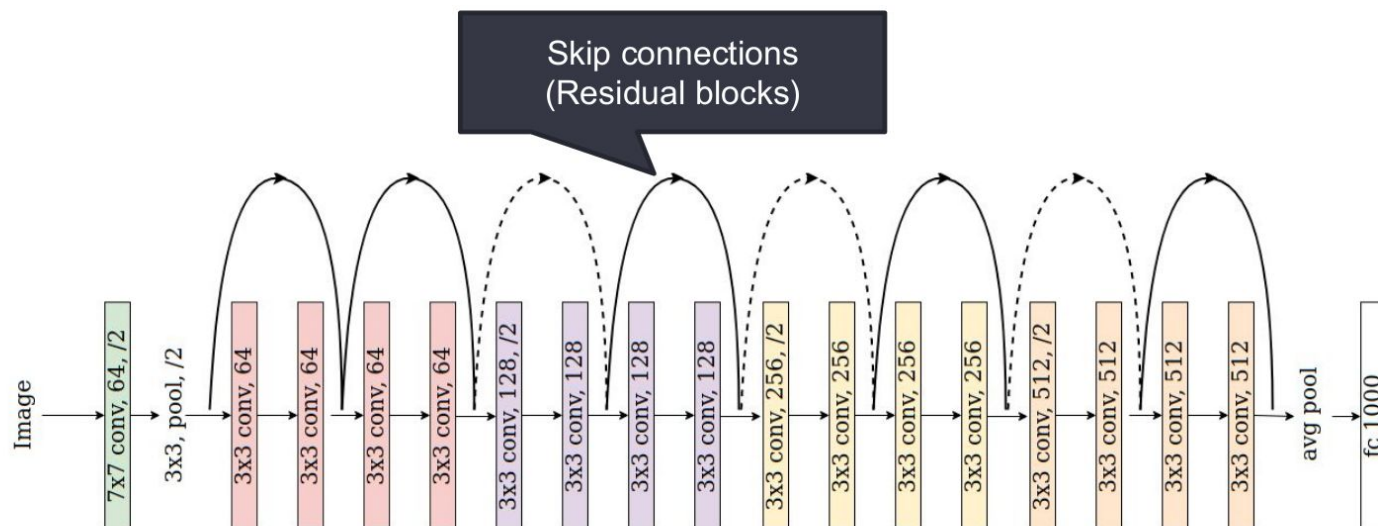 Skip connections
(Residual blocks)
Image
7x7 conv, 64, /2
3x3, pool, /2
3x3 conv, 64
3x3 conv, 64
3x3 conv, 64
3x3 conv, 64
3x3 conv, 128, /2
3x3 conv, 128
3x3 conv, 128
3x3 conv, 128
3x3 conv, 256, /2
3x3 conv, 256
3x3 conv, 256
3x3 conv, 256
3x3 conv, 512, /2
3x3 conv, 512
3x3 conv, 512
3x3 conv, 512
avg pool
fc 1000